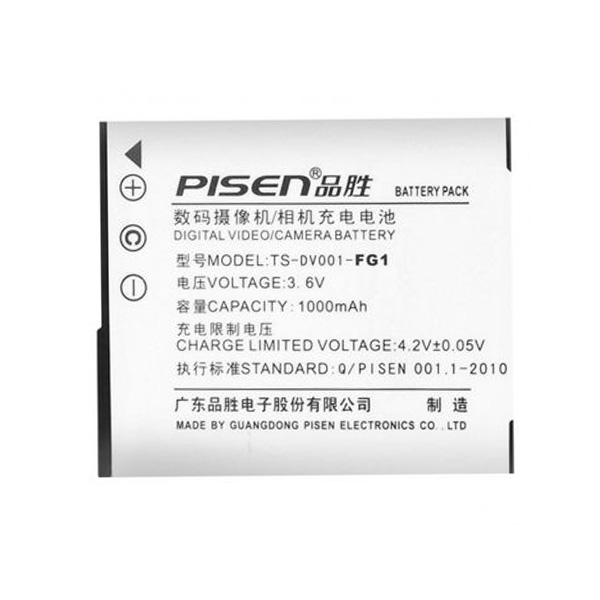 PISEN®品胜 BATTERY PACK
数码摄像机/相机充电电池
DIGITAL VIDEO/CAMERA BATTERY
型号MODEL:TS-DV001-FG1
电压VOLTAGE:3.6V
容量CAPACITY:1000mAh
充电限制电压
CHARGE LIMITED VOLTAGE:4.2V±0.05V
执行标准STANDARD:Q/PISEN 001.1-2010
广东品胜电子股份有限公司 制造
MADE BY GUANGDONG PISEN ELECTRONICS CO.,LTD.
+
C
−